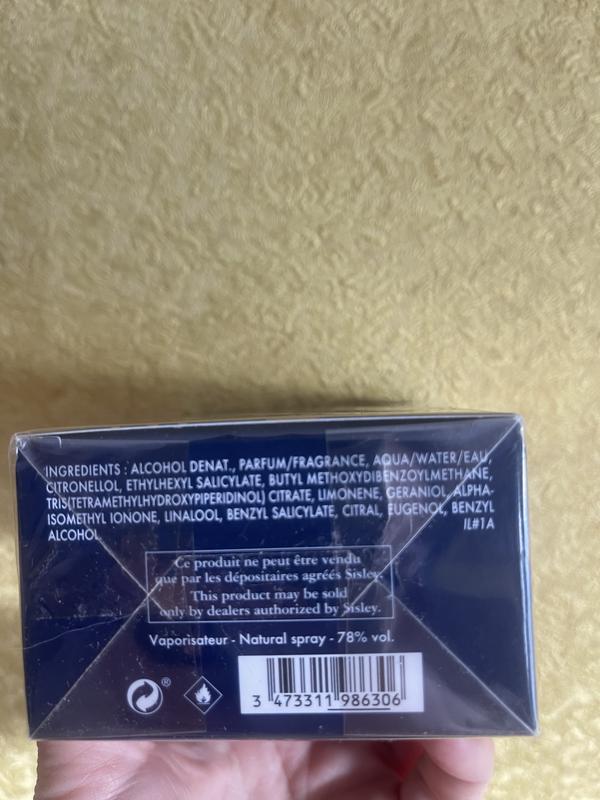 INGREDIENTS : ALCOHOL DENAT., PARFUM/FRAGRANCE, AQUA/WATER/EAU,
CITRONELLOL, ETHYLHEXYL SALICYLATE, BUTYL METHOXYDIBENZOYLMETHANE,
TRIS(TETRAMETHYLHYDROXYPIPERIDINOL) CITRATE, LIMONENE, GERANIOL, ALPHA-
ISOMETHYL IONONE, LINALOOL, BENZYL SALICYLATE, CITRAL, EUGENOL, BENZYL
ALCOHOL. IL#1A
Ce produit ne peut être vendu
que par les dépositaires agréés Sisley.
This product may be sold
only by dealers authorized by Sisley.
Vaporisateur - Natural spray - 78% vol.
®
3 473311 986306